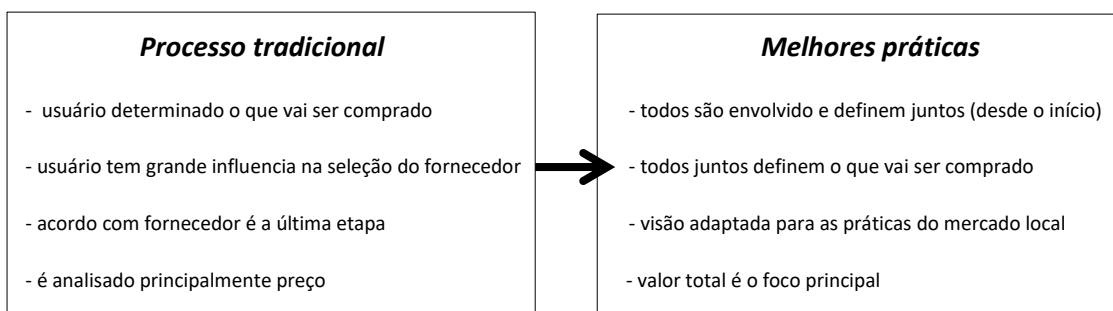 Processo tradicional
- usuário determinado o que vai ser comprado
- usuário tem grande influencia na seleção do fornecedor
- acordo com fornecedor é a última etapa
- é analisado principalmente preço
Melhores práticas
- todos são envolvido e definem juntos (desde o início)
- todos juntos definem o que vai ser comprado
- visão adaptada para as práticas do mercado local
- valor total é o foco principal